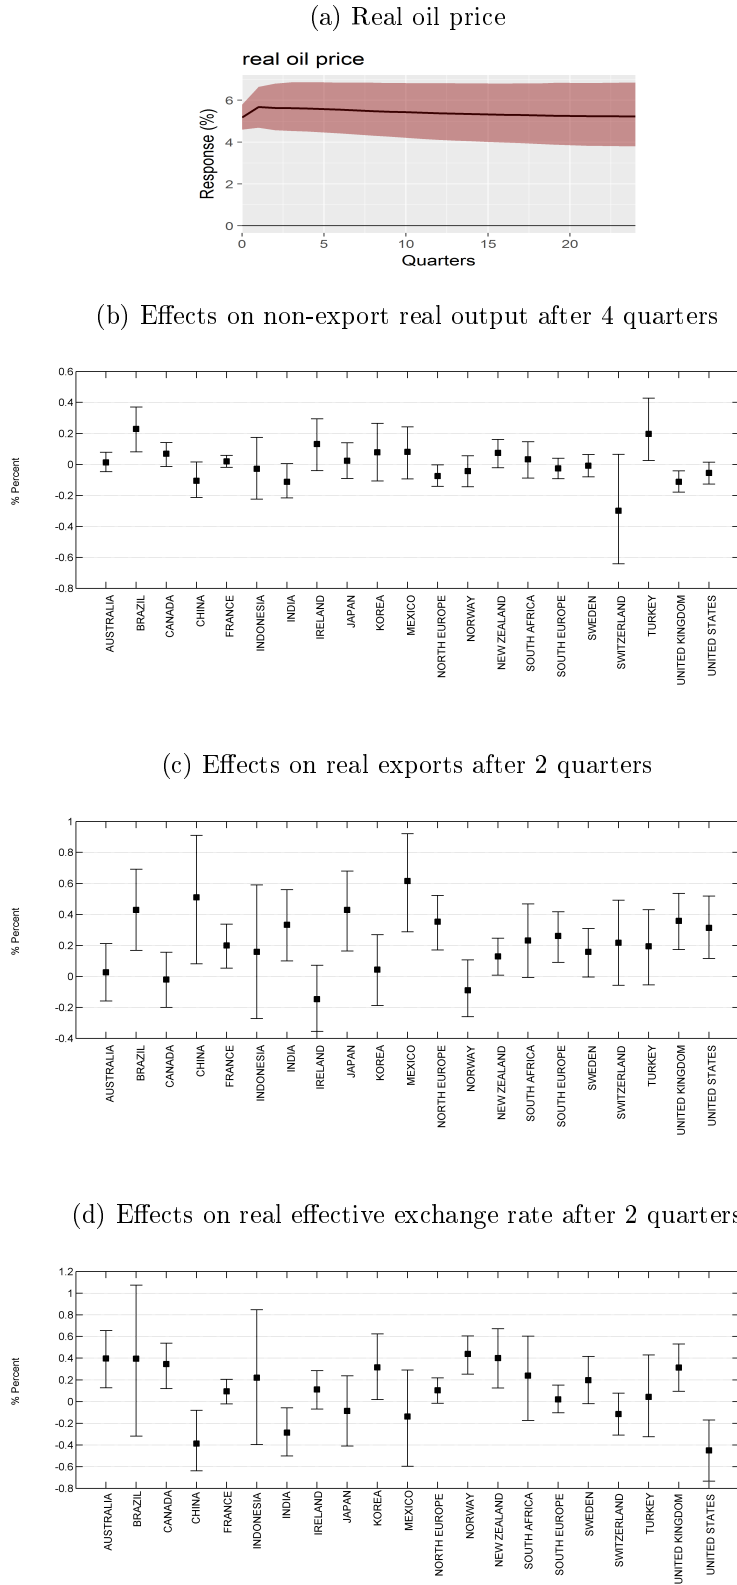 (a) Real oil price
real oil price
6
4
2
0
Response (%)
0 5 10 15 20
Quarters
(b) Effects on non-export real output after 4 quarters
0.6
0.4
0.2
0
-0.2
-0.4
-0.6
-0.8
% Percent
AUSTRALIA
BRAZIL
CANADA
CHINA
FRANCE
INDONESIA
INDIA
IRELAND
JAPAN
KOREA
MEXICO
NORTH EUROPE
NORWAY
NEW ZEALAND
SOUTH AFRICA
SOUTH EUROPE
SWEDEN
SWITZERLAND
TURKEY
UNITED KINGDOM
UNITED STATES
(c) Effects on real exports after 2 quarters
1
0.8
0.6
0.4
0.2
0
-0.2
-0.4
% Percent
AUSTRALIA
BRAZIL
CANADA
CHINA
FRANCE
INDONESIA
INDIA
IRELAND
JAPAN
KOREA
MEXICO
NORTH EUROPE
NORWAY
NEW ZEALAND
SOUTH AFRICA
SOUTH EUROPE
SWEDEN
SWITZERLAND
TURKEY
UNITED KINGDOM
UNITED STATES
(d) Effects on real effective exchange rate after 2 quarters
1.2
1
0.8
0.6
0.4
0.2
0
-0.2
-0.4
-0.6
-0.8
% Percent
AUSTRALIA
BRAZIL
CANADA
CHINA
FRANCE
INDONESIA
INDIA
IRELAND
JAPAN
KOREA
MEXICO
NORTH EUROPE
NORWAY
NEW ZEALAND
SOUTH AFRICA
SOUTH EUROPE
SWEDEN
SWITZERLAND
TURKEY
UNITED KINGDOM
UNITED STATES